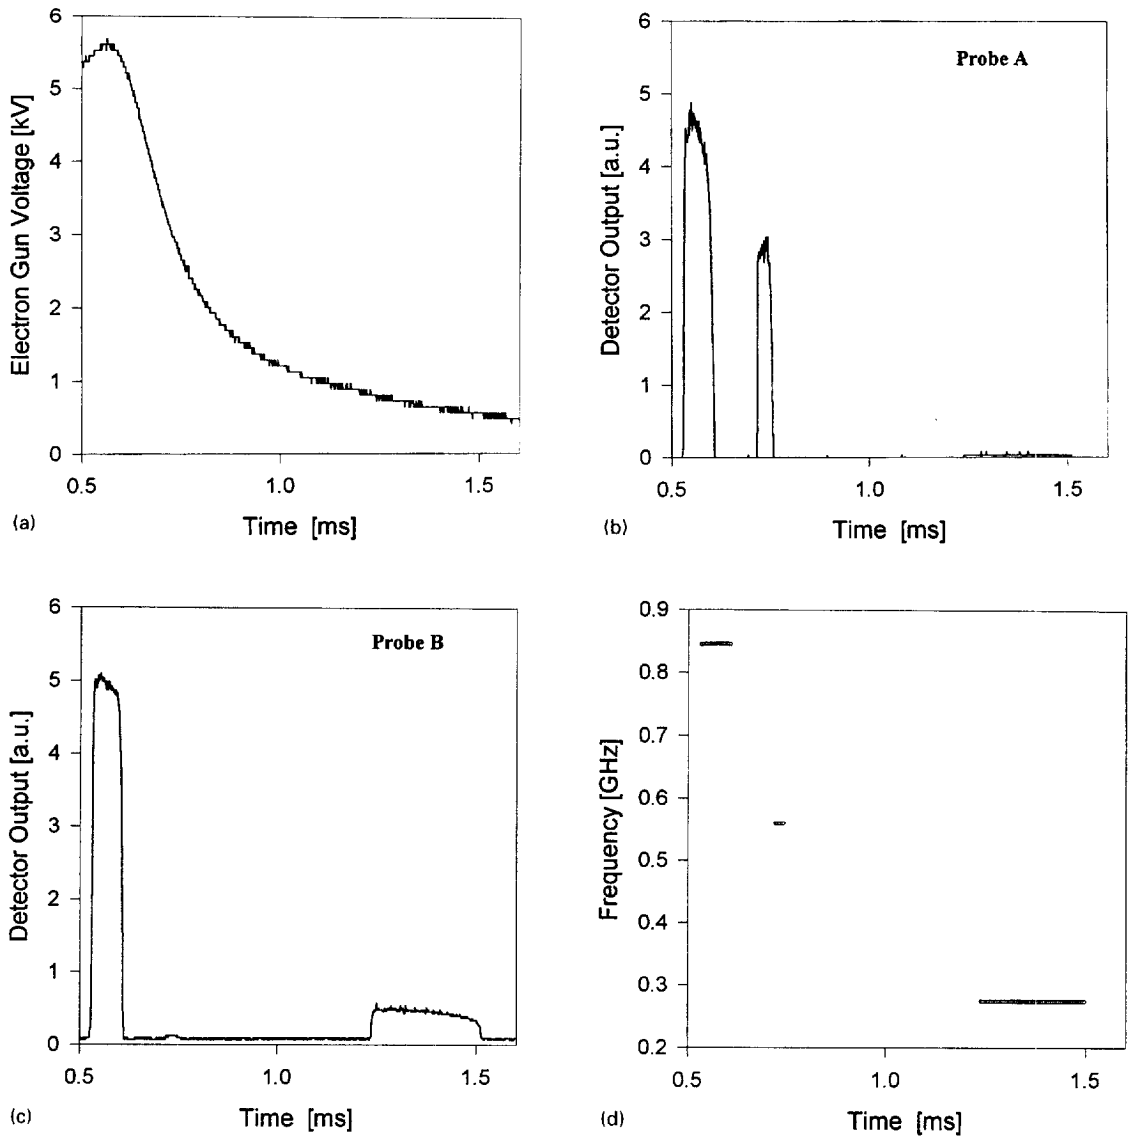 Electron Gun Voltage [kV]
6
5
4
3
2
1
0
0.5 1.0 1.5
Time [ms]
(a)
Probe A
Detector Output [a.u.]
6
5
4
3
2
1
0
0.5 1.0 1.5
Time [ms]
(b)
Probe B
Detector Output [a.u.]
6
5
4
3
2
1
0
0.5 1.0 1.5
Time [ms]
(c)
Frequency [GHz]
0.9
0.8
0.7
0.6
0.5
0.4
0.3
0.2
0.5 1.0 1.5
Time [ms]
(d)